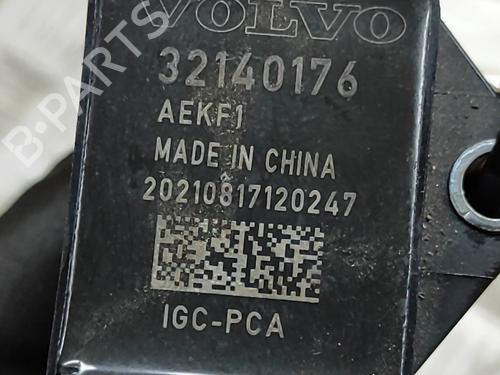 VOLVO
32140176
AEKF1
MADE IN CHINA
20210817120247
IGC-PCA
B-PARTS